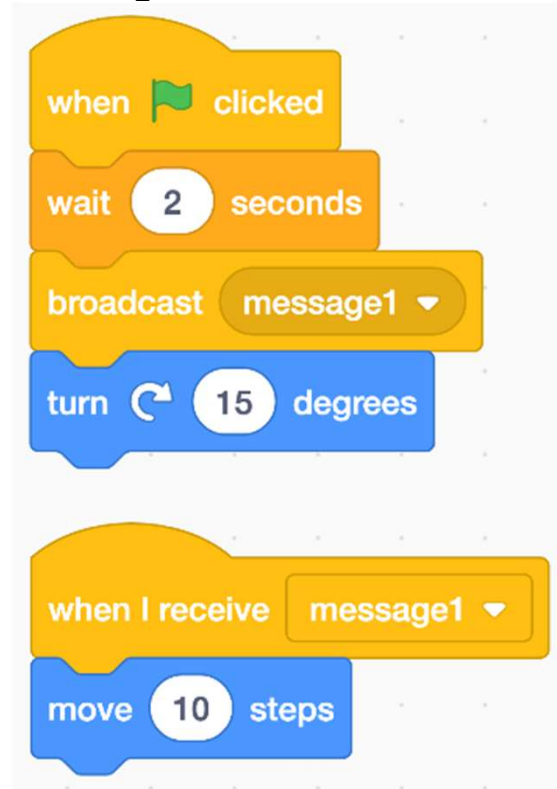 when clicked
wait 2 seconds
broadcast message1
turn 15 degrees
when I receive message1
move 10 steps